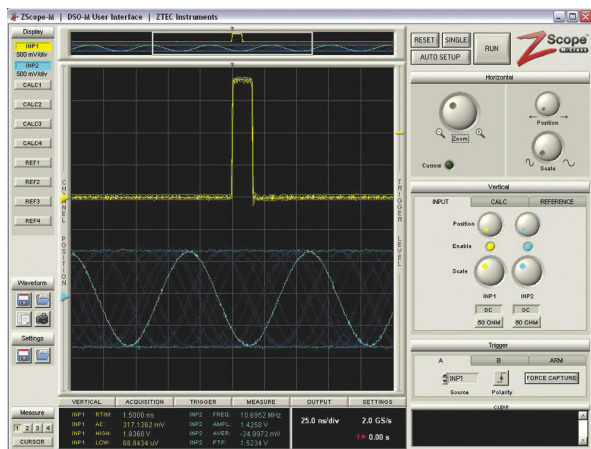 ZScope-M | DSO-M User Interface | ZTEC Instruments
Display
INP1
500 mV/div
INP2
500 mV/div
CALC1
CALC2
CALC3
CALC4
REF1
REF2
REF3
REF4
Waveform
Settings
Measure
1 2 3 4
CURSOR
CHANNEL POSITION
TRIGGER LEVEL
VERTICAL ACQUISITION TRIGGER MEASURE OUTPUT SETTINGS
INP1 RTIM: 1.5000 ns INP2 FREQ: 10.6952 MHz
INP1 AC: 317.1362 mV INP2 AMPL: 1.4258 V
INP1 HIGH: 1.8360 V INP2 AVER: -24.9972 mV
INP1 LOW: 68.8434 uV INP2 PTP: 1.5234 V
25.0 ns/div 2.0 GS/s
T 0.00 s
RESET SINGLE RUN
AUTO SETUP
ZScope
M-Class
Horizontal
Zoom
Position
Cursors
Scale
Vertical
INPUT CALC REFERENCE
Position
Enable
Scale
INP1 INP2
DC DC
50 OHM 50 OHM
Trigger
A B ARM
INP1 FORCE CAPTURE
Source Polarity
CLEAR